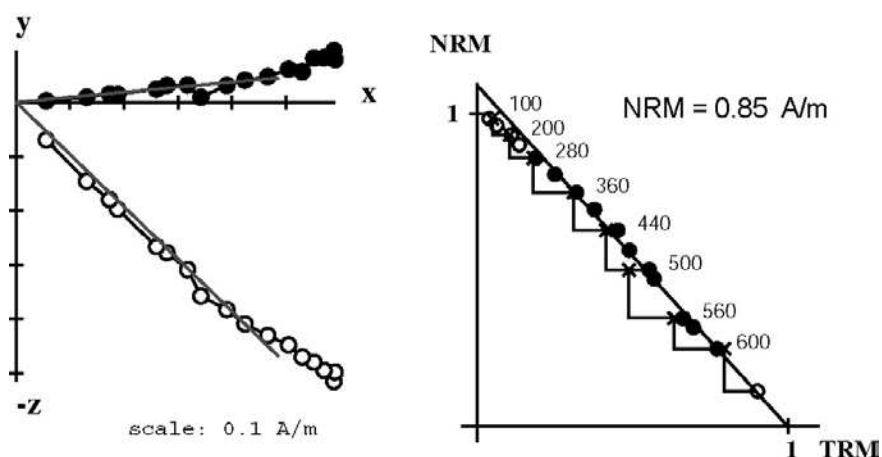 y
x
-z
scale: 0.1 A/m
NRM
NRM = 0.85 A/m
1
100
200
280
360
440
500
560
600
1
TRM